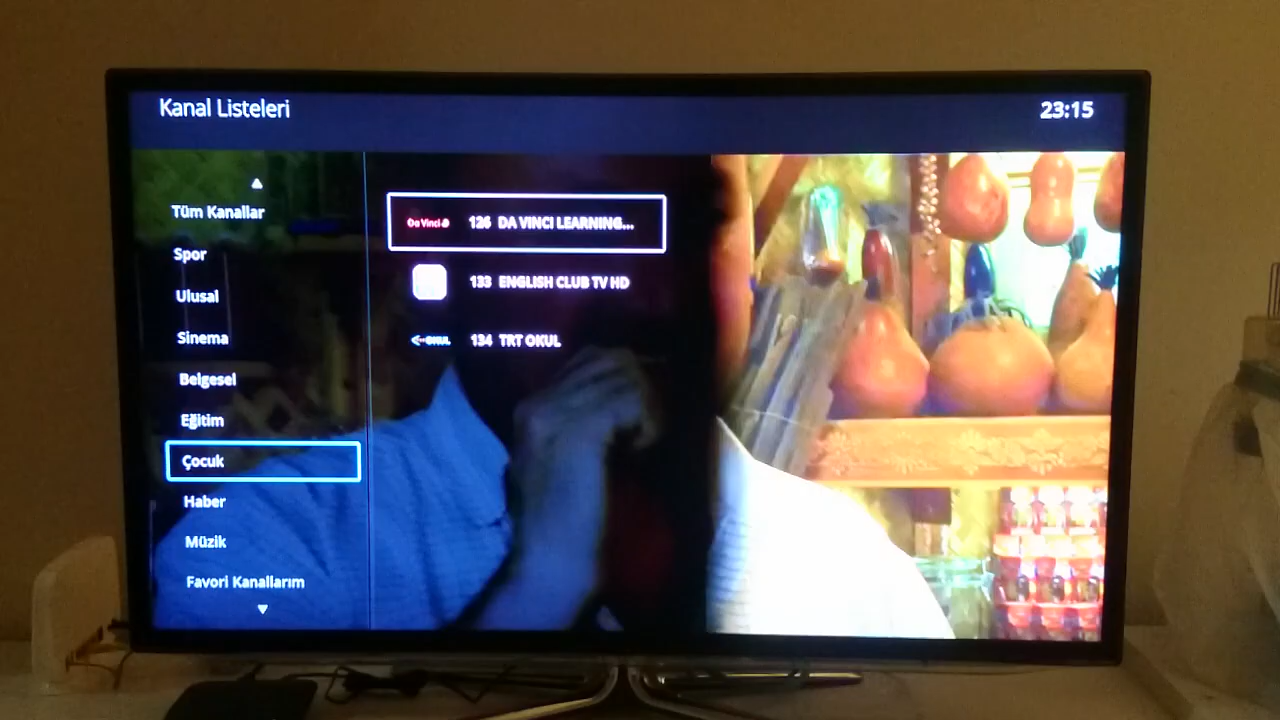 Kanal Listeleri
23:15
Tüm Kanallar
Spor
Ulusal
Sinema
Belgesel
Eğitim
Çocuk
Haber
Müzik
Favori Kanallarım
Da Vinci 126 DA VINCI LEARNING...
133 ENGLISH CLUB TV HD
OKUL 134 TRT OKUL